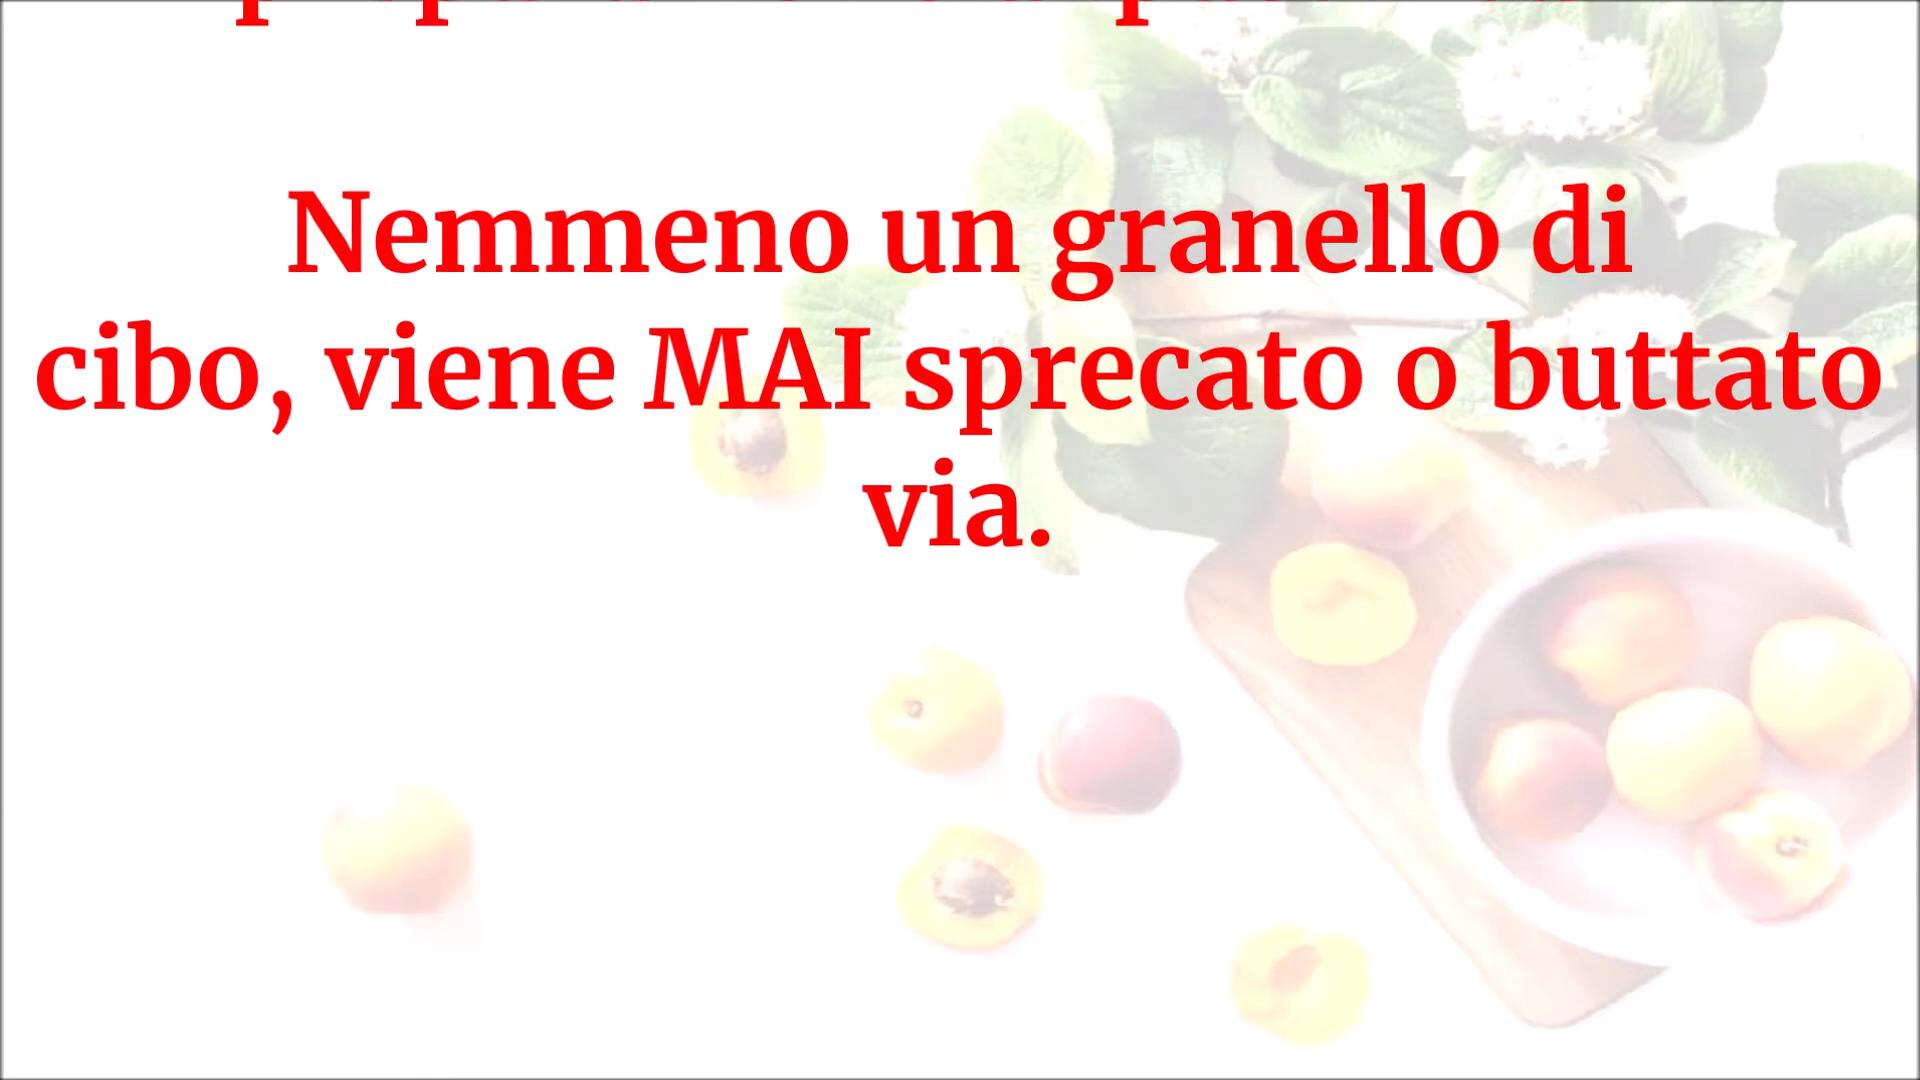 Nemmeno un granello di
cibo, viene MAI sprecato o buttato
via.